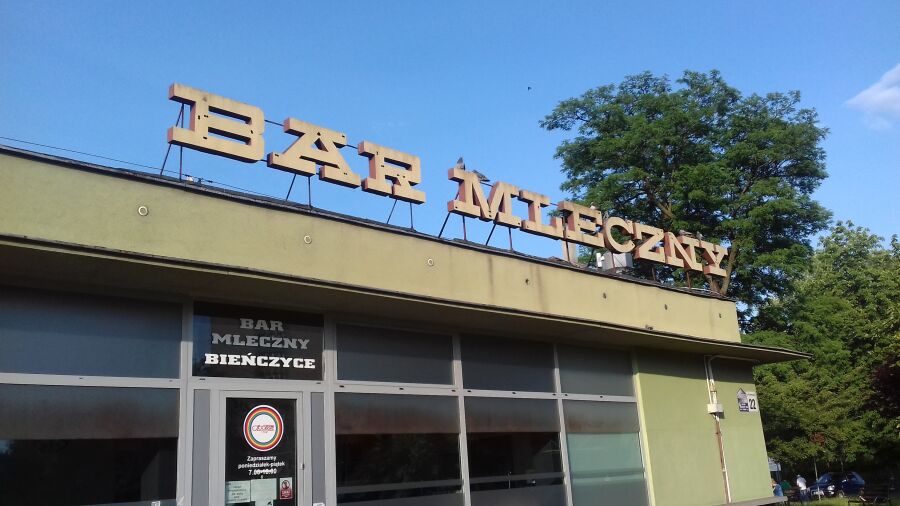 BAR MLECZNY
BAR
MLECZNY
BIEŃCZYCE
Zapraszamy
poniedziałek-piątek
22